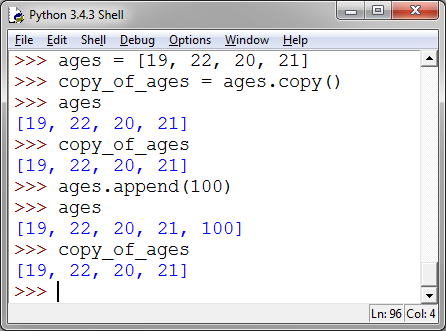 Python 3.4.3 Shell
File Edit Shell Debug Options Window Help
>>> ages = [19, 22, 20, 21]
>>> copy_of_ages = ages.copy()
>>> ages
[19, 22, 20, 21]
>>> copy_of_ages
[19, 22, 20, 21]
>>> ages.append(100)
>>> ages
[19, 22, 20, 21, 100]
>>> copy_of_ages
[19, 22, 20, 21]
>>>
Ln: 96 Col: 4